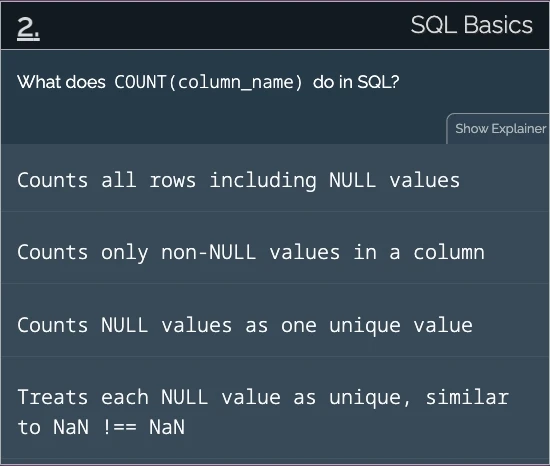 2.
SQL Basics
What does COUNT(column_name) do in SQL?
Show Explainer
Counts all rows including NULL values
Counts only non-NULL values in a column
Counts NULL values as one unique value
Treats each NULL value as unique, similar
to NaN !== NaN